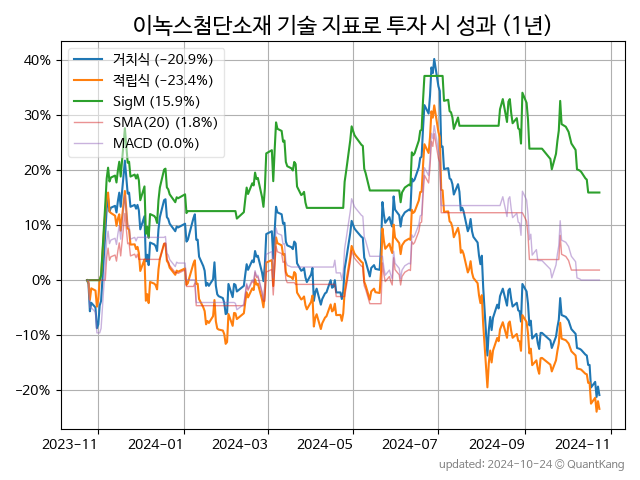 이녹스첨단소재 기술 지표로 투자 시 성과 (1년)
40%
30%
20%
10%
0%
−10%
−20%
거치식 (−20.9%)
적립식 (−23.4%)
SigM (15.9%)
SMA(20) (1.8%)
MACD (0.0%)
2023−11 2024−01 2024−03 2024−05 2024−07 2024−09 2024−11
updated: 2024-10-24 © QuantKang